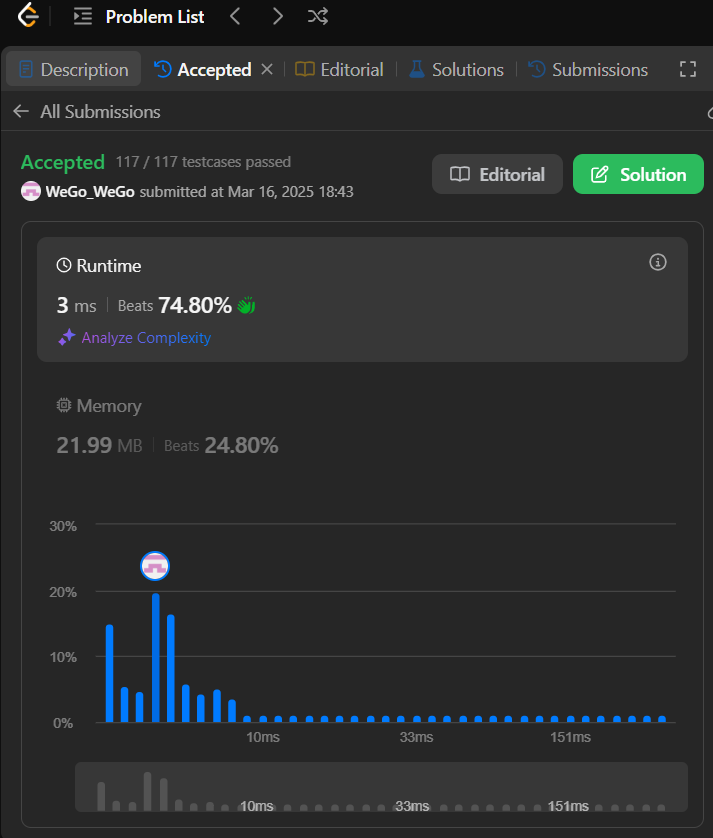 Problem List
Description Accepted Editorial Solutions Submissions
All Submissions
Accepted 117 / 117 testcases passed
WeGo_WeGo submitted at Mar 16, 2025 18:43
Editorial Solution
Runtime
3 ms Beats 74.80%
Analyze Complexity
Memory
21.99 MB Beats 24.80%
30%
20%
10%
0%
10ms 33ms 151ms
10ms 33ms 151ms